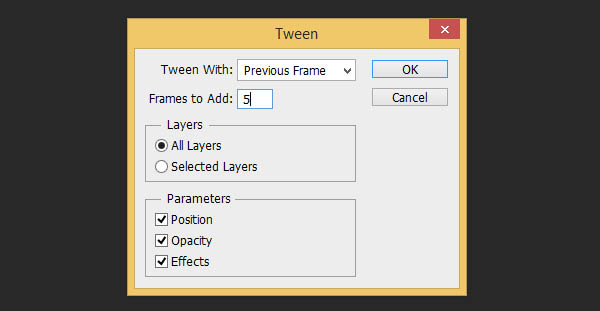 Tween
Tween With: Previous Frame OK
Frames to Add: 5 Cancel
Layers
All Layers
Selected Layers
Parameters
Position
Opacity
Effects